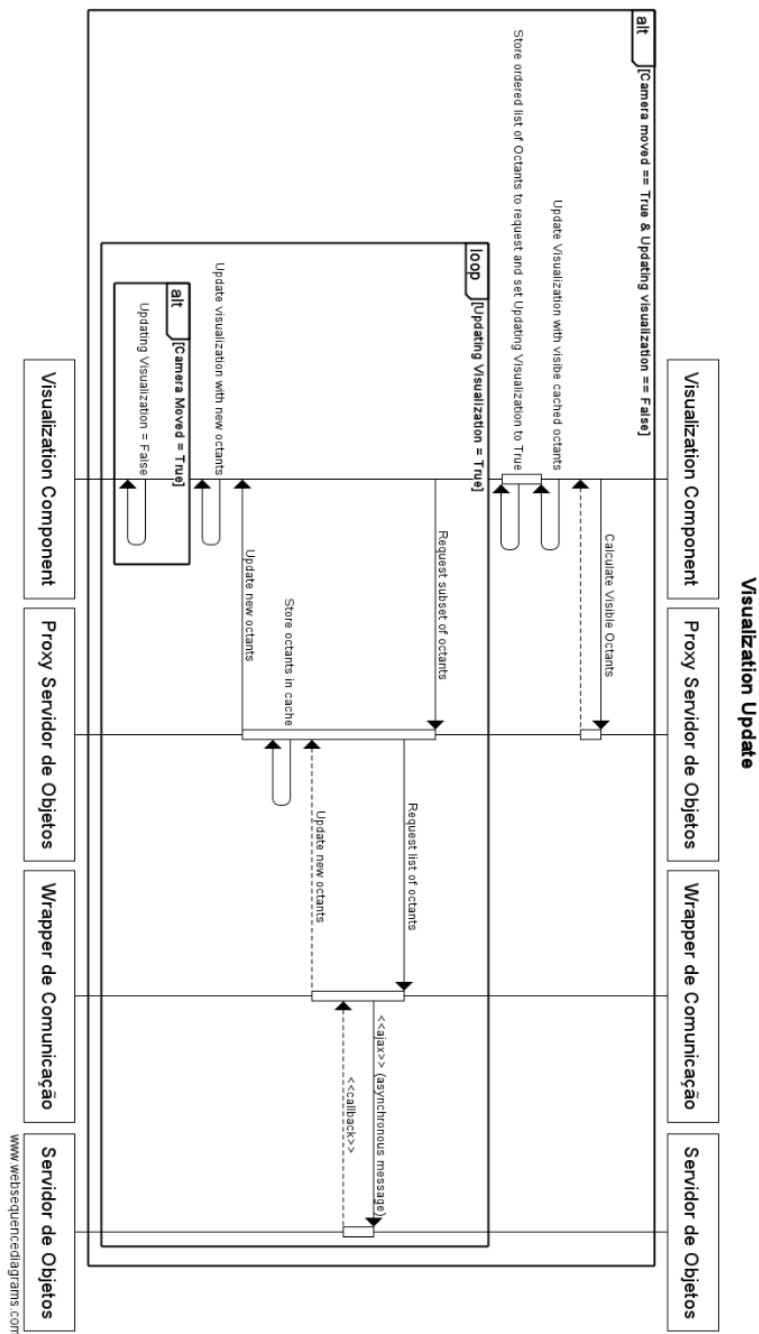 Visualization Update
Visualization Component
Proxy Servidor de Objetos
Wrapper de Comunicação
Servidor de Objetos
alt
[Camera moved == True & Updating visualization == False]
Calculate Visible Octants
Update Visualization with visibe cached octants
Store ordered list of Octants to request and set Updating Visualization to True
loop
[Updating Visualization = True]
Request subset of octants
Request list of octants
<<ajax>> (asynchronous message)
<<callback>>
Update new octants
Store octants in cache
Update new octants
Update visualization with new octants
alt
[Camera Moved = True]
Updating Visualization = False
Visualization Component
Proxy Servidor de Objetos
Wrapper de Comunicação
Servidor de Objetos
www.websequencediagrams.com